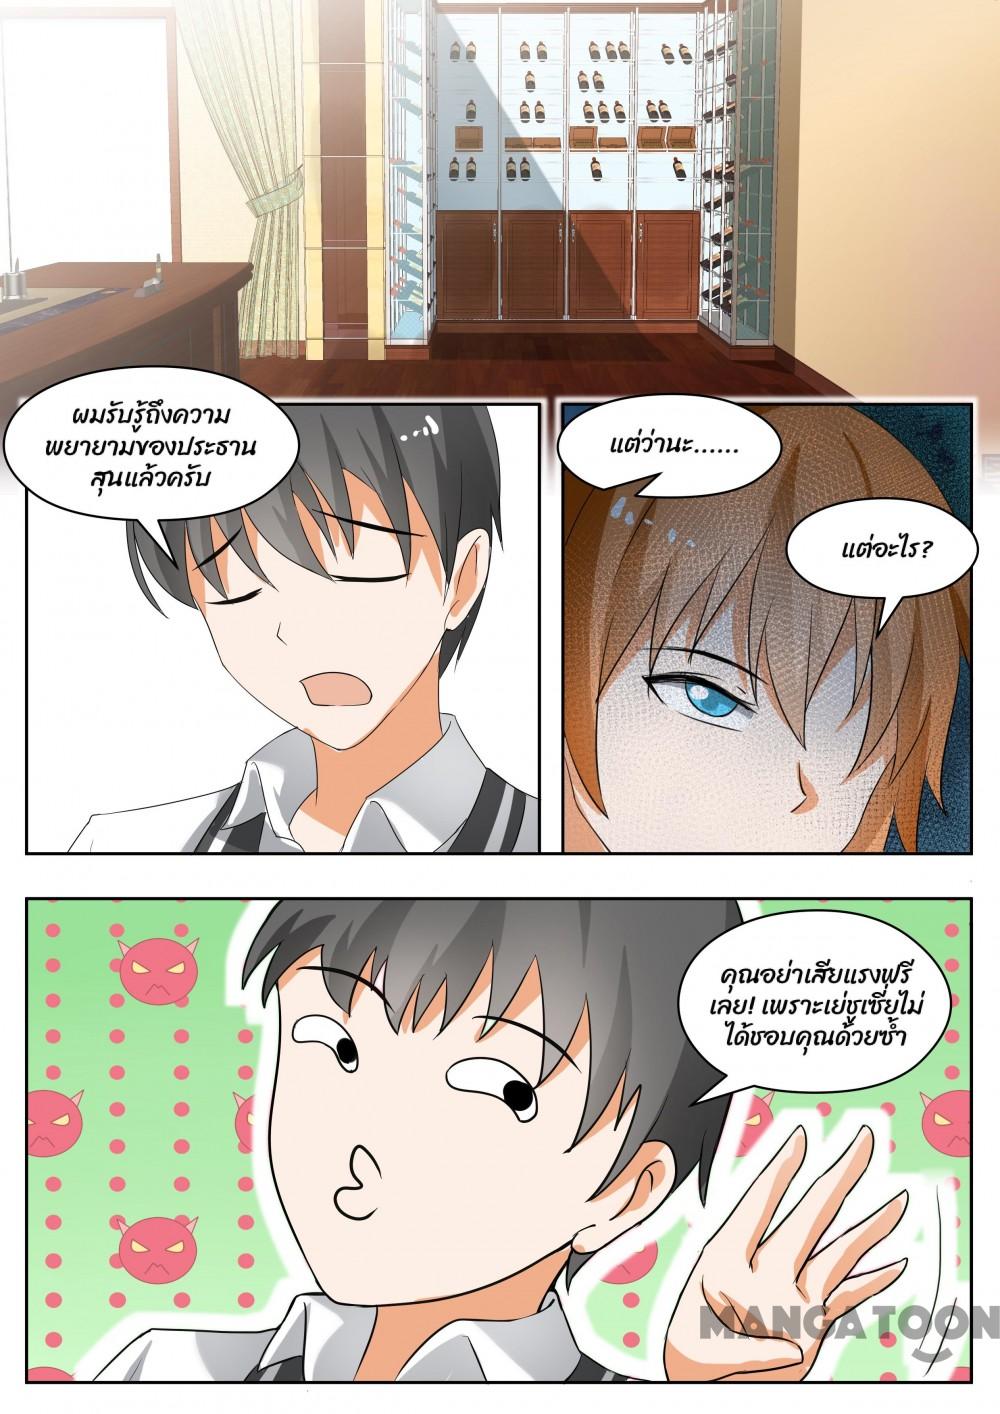 ผมรับรู้ถึงความ
พยายามของประธาน
สุนแล้วครับ
แต่ว่านะ......
แต่อะไร?
คุณอย่าเสียแรงฟรี
เลย! เพราะเย่ชูเซี่ยไม่
ได้ชอบคุณด้วยซ้ำ
MANGATOON